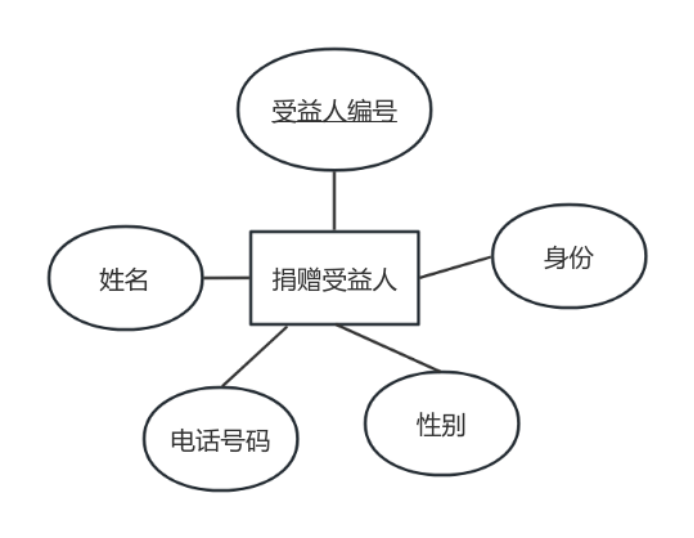 受益人编号
身份
姓名
捐赠受益人
性别
电话号码